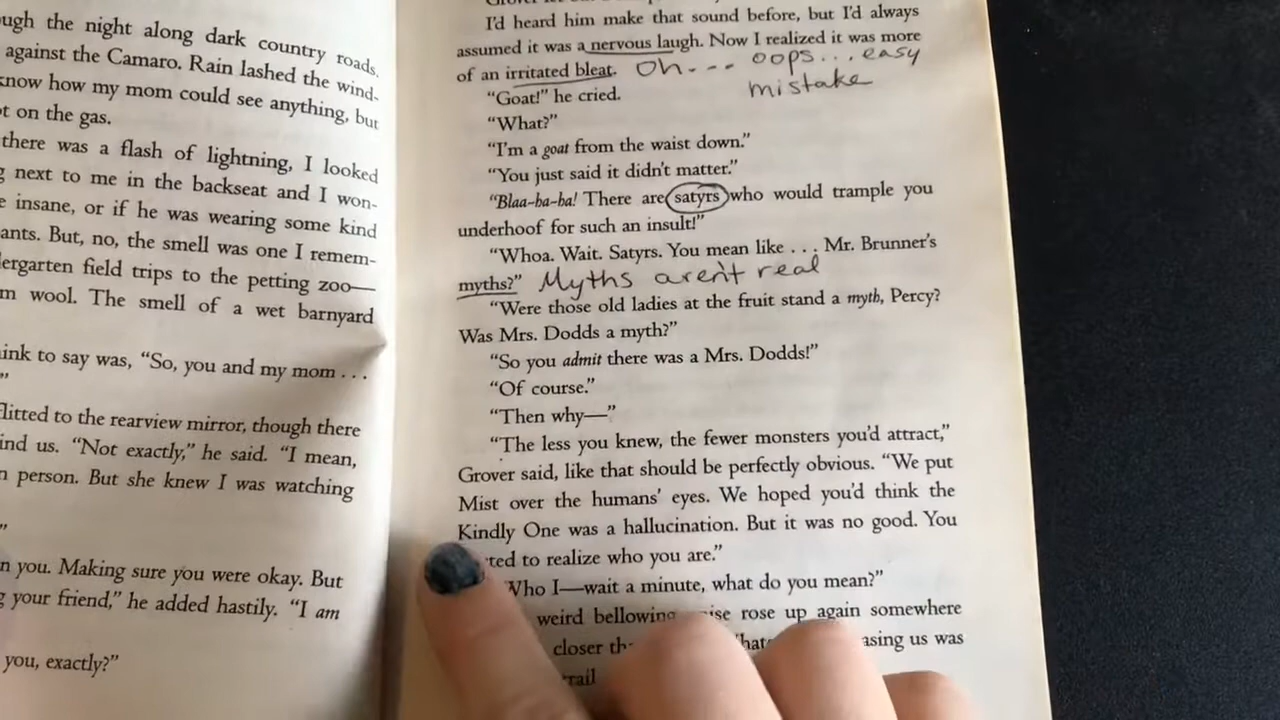 ugh the night along dark country roads,
against the Camaro. Rain lashed the wind-
know how my mom could see anything, but
t on the gas.
there was a flash of lightning, I looked
g next to me in the backseat and I won-
e insane, or if he was wearing some kind
ants. But, no, the smell was one I remem-
ergarten field trips to the petting zoo—
m wool. The smell of a wet barnyard
ink to say was, “So, you and my mom . . .
”
litted to the rearview mirror, though there
ind us. “Not exactly,” he said. “I mean,
n person. But she knew I was watching
”
n you. Making sure you were okay. But
g your friend,” he added hastily. “I am
you, exactly?”
I’d heard him make that sound before, but I’d always
assumed it was a nervous laugh. Now I realized it was more
of an irritated bleat. Oh--- oops...easy
mistake
“Goat!” he cried.
“What?”
“I’m a goat from the waist down.”
“You just said it didn’t matter.”
“Blaa-ba-ba! There are satyrs who would trample you
underhoof for such an insult!”
“Whoa. Wait. Satyrs. You mean like . . . Mr. Brunner’s
myths?” Myths aren't real
“Were those old ladies at the fruit stand a myth, Percy?
Was Mrs. Dodds a myth?”
“So you admit there was a Mrs. Dodds!”
“Of course.”
“Then why—”
“The less you knew, the fewer monsters you’d attract,”
Grover said, like that should be perfectly obvious. “We put
Mist over the humans’ eyes. We hoped you’d think the
Kindly One was a hallucination. But it was no good. You
ted to realize who you are.”
Who I—wait a minute, what do you mean?”
weird bellowing ise rose up again somewhere
closer th hat asing us was
rail